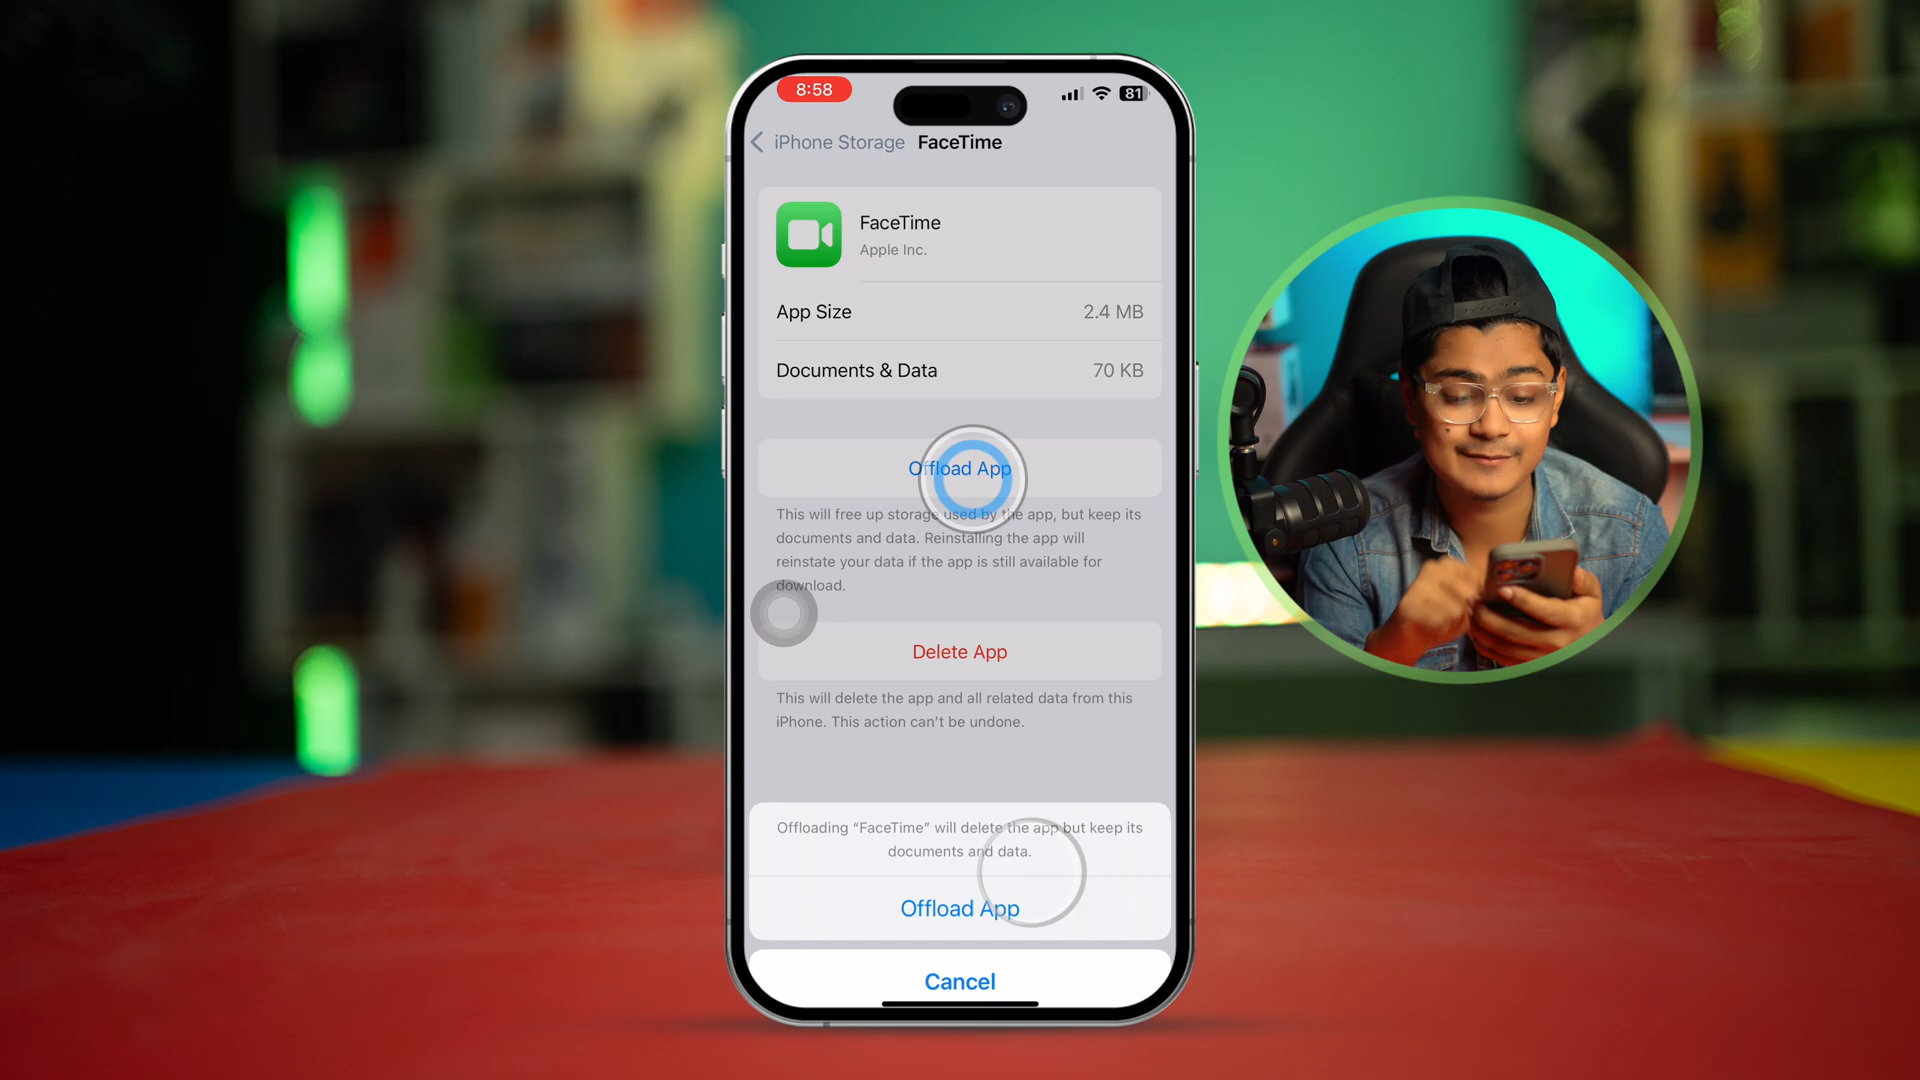 8:58
81
iPhone Storage FaceTime
FaceTime
Apple Inc.
App Size 2.4 MB
Documents & Data 70 KB
Offload App
This will free up storage used by the app, but keep its
documents and data. Reinstalling the app will
reinstate your data if the app is still available for
download.
Delete App
This will delete the app and all related data from this
iPhone. This action can't be undone.
Offloading “FaceTime” will delete the app but keep its
documents and data.
Offload App
Cancel